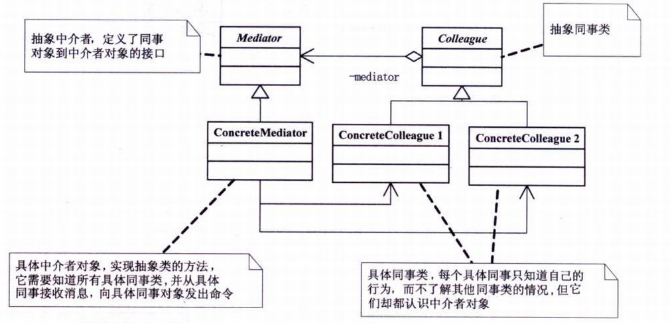 抽象中介者，定义了同事
对象到中介者对象的接口
Mediator
Colleague
抽象同事类
-mediator
ConcreteMediator
ConcreteColleague 1
ConcreteColleague 2
具体中介者对象，实现抽象类的方法，
它需要知道所有具体同事类，并从具体
同事接收消息，向具体同事对象发出命令
具体同事类，每个具体同事只知道自己的
行为，而不了解其他同事类的情况，但它
们却都认识中介者对象